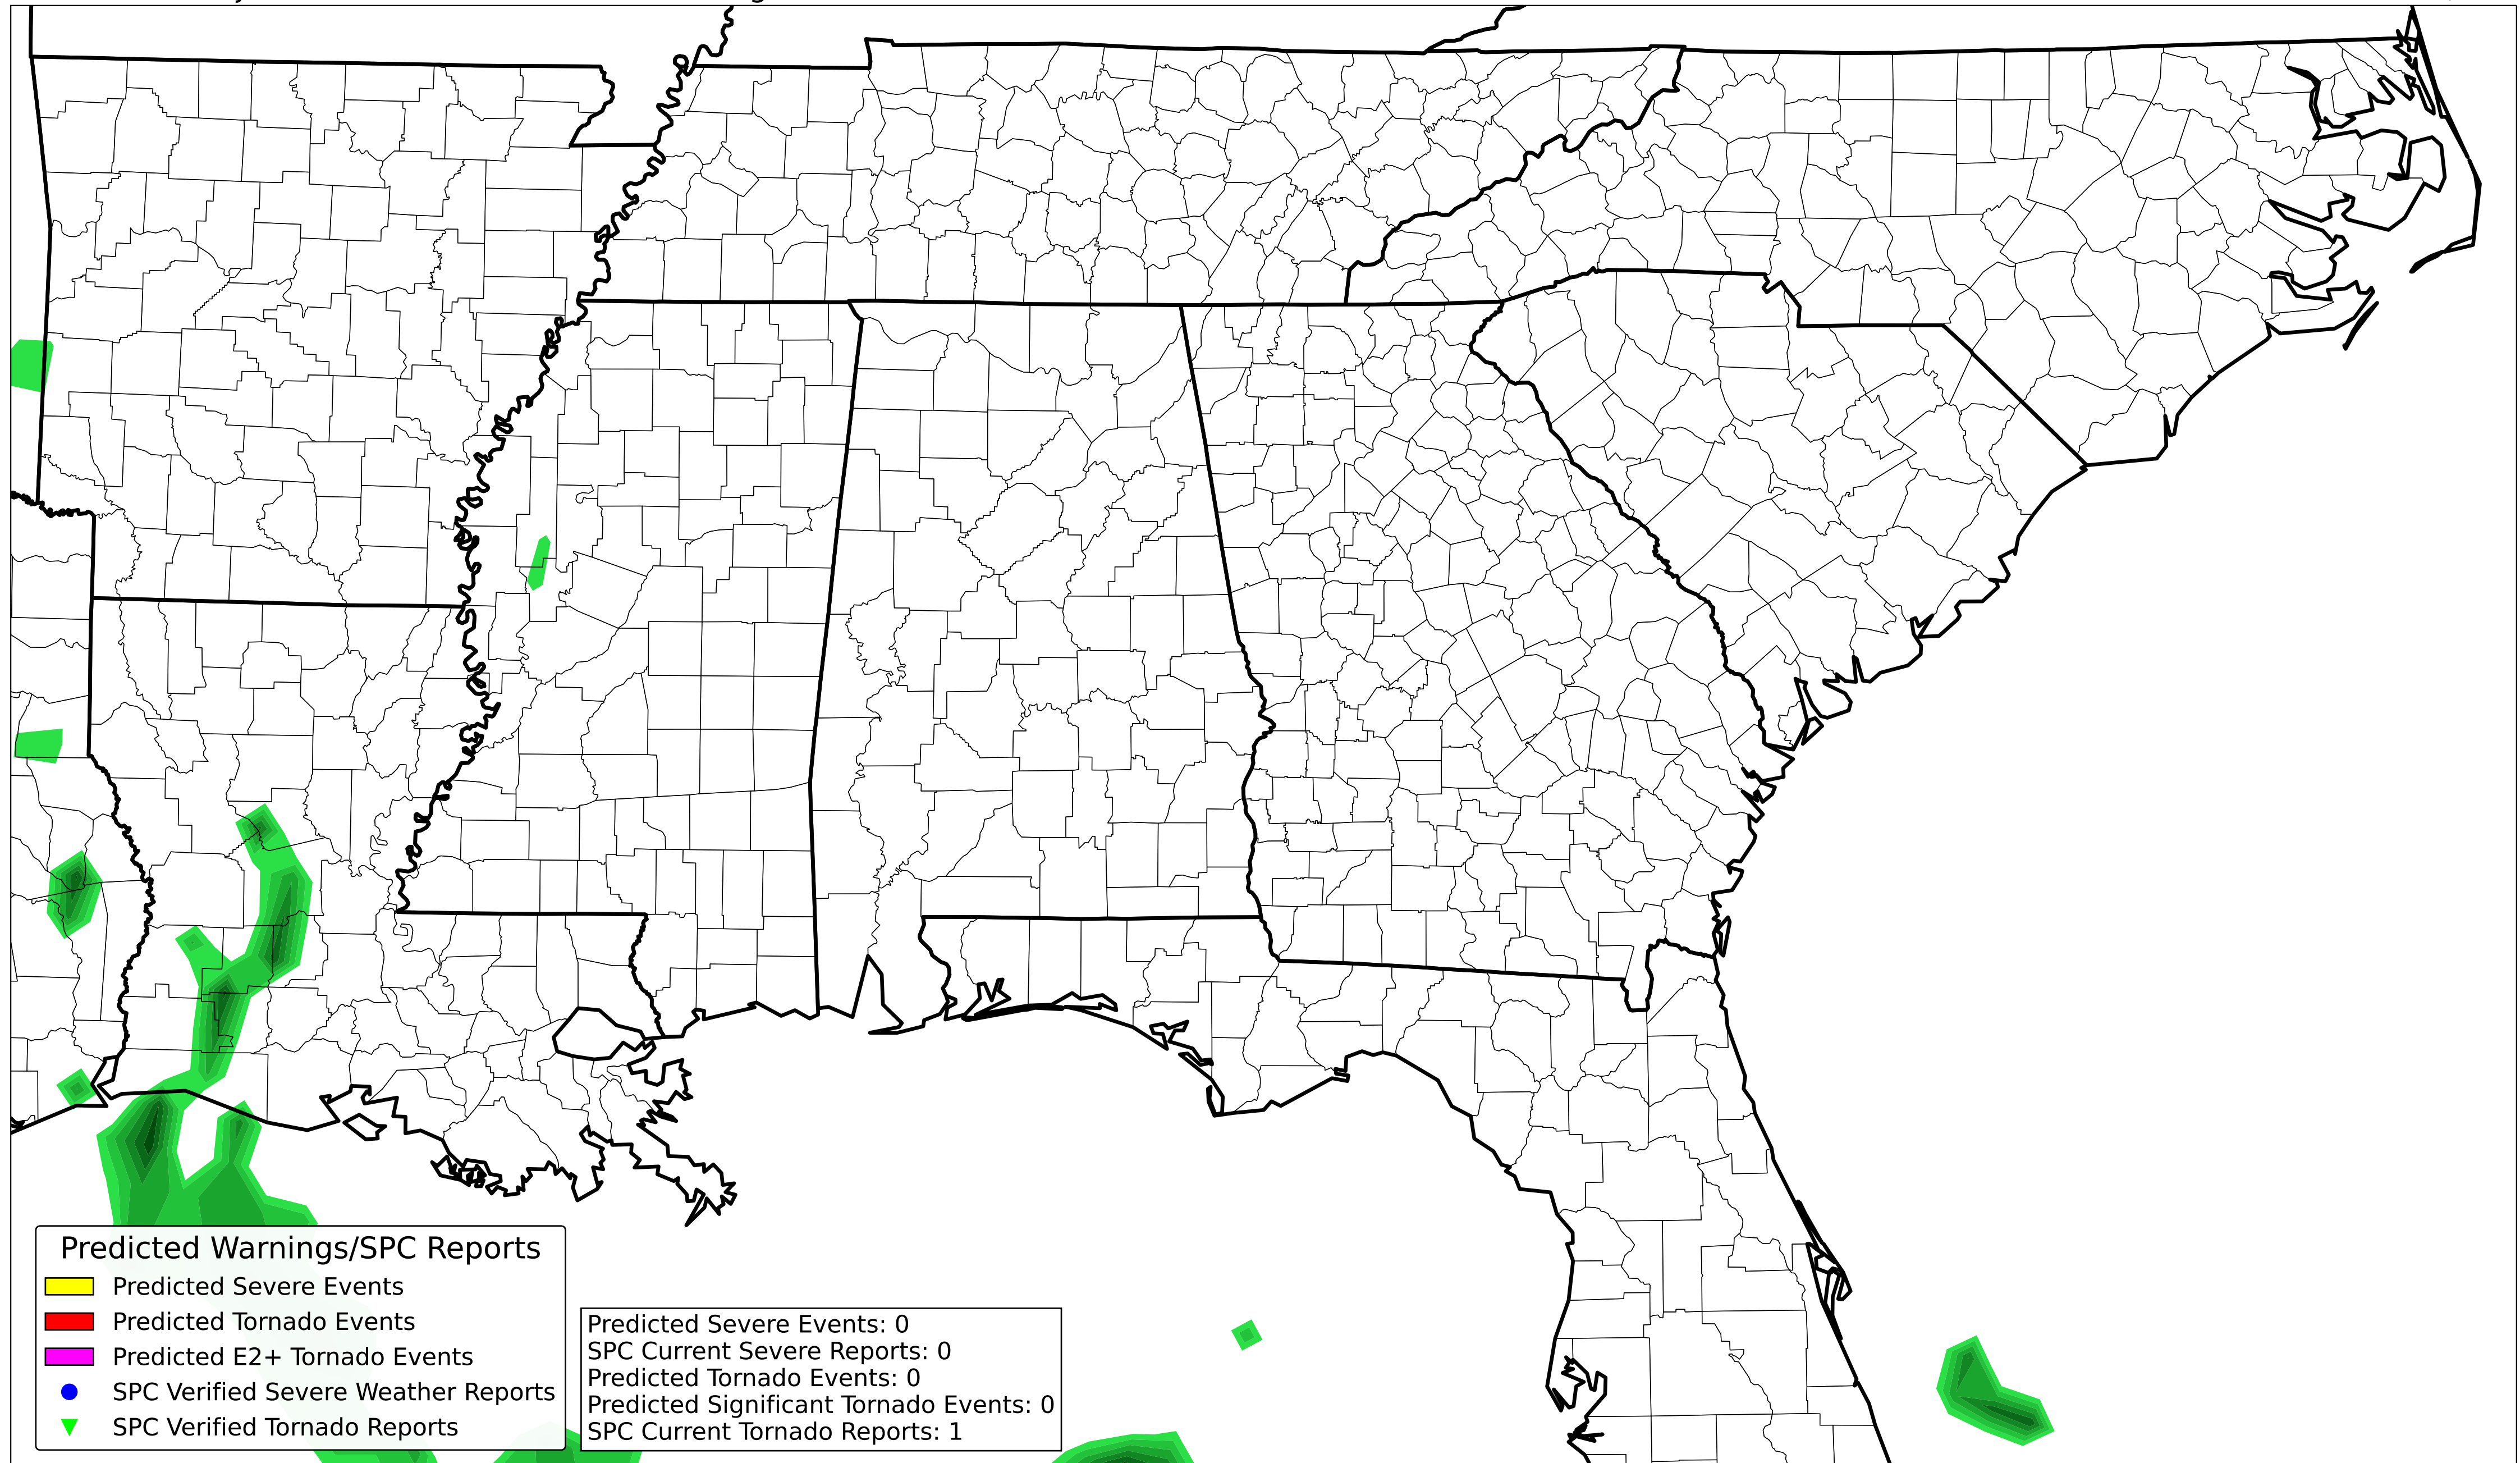 Predicted Warnings/SPC Reports
Predicted Severe Events
Predicted Tornado Events
Predicted E2+ Tornado Events
SPC Verified Severe Weather Reports
SPC Verified Tornado Reports
Predicted Severe Events: 0
SPC Current Severe Reports: 0
Predicted Tornado Events: 0
Predicted Significant Tornado Events: 0
SPC Current Tornado Reports: 1